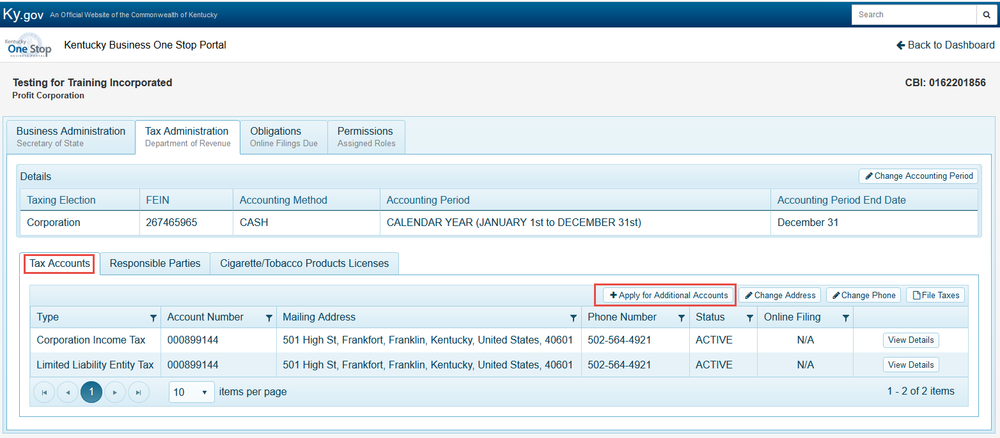 Ky.gov An Official Website of the Commonwealth of Kentucky Search
Kentucky One Stop BUSINESS PORTAL Kentucky Business One Stop Portal Back to Dashboard
Testing for Training Incorporated CBI: 0162201856
Profit Corporation
Business Administration Tax Administration Obligations Permissions
Secretary of State Department of Revenue Online Filings Due Assigned Roles
Details Change Accounting Period
Taxing Election FEIN Accounting Method Accounting Period Accounting Period End Date
Corporation 267465965 CASH CALENDAR YEAR (JANUARY 1st to DECEMBER 31st) December 31
Tax Accounts Responsible Parties Cigarette/Tobacco Products Licenses
Apply for Additional Accounts Change Address Change Phone File Taxes
Type Account Number Mailing Address Phone Number Status Online Filing
Corporation Income Tax 000899144 501 High St, Frankfort, Franklin, Kentucky, United States, 40601 502-564-4921 ACTIVE N/A View Details
Limited Liability Entity Tax 000899144 501 High St, Frankfort, Franklin, Kentucky, United States, 40601 502-564-4921 ACTIVE N/A View Details
1 10 items per page 1 - 2 of 2 items